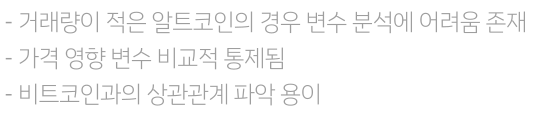 - 거래량이 적은 알트코인의 경우 변수 분석에 어려움 존재
- 가격 영향 변수 비교적 통제됨
- 비트코인과의 상관관계 파악 용이